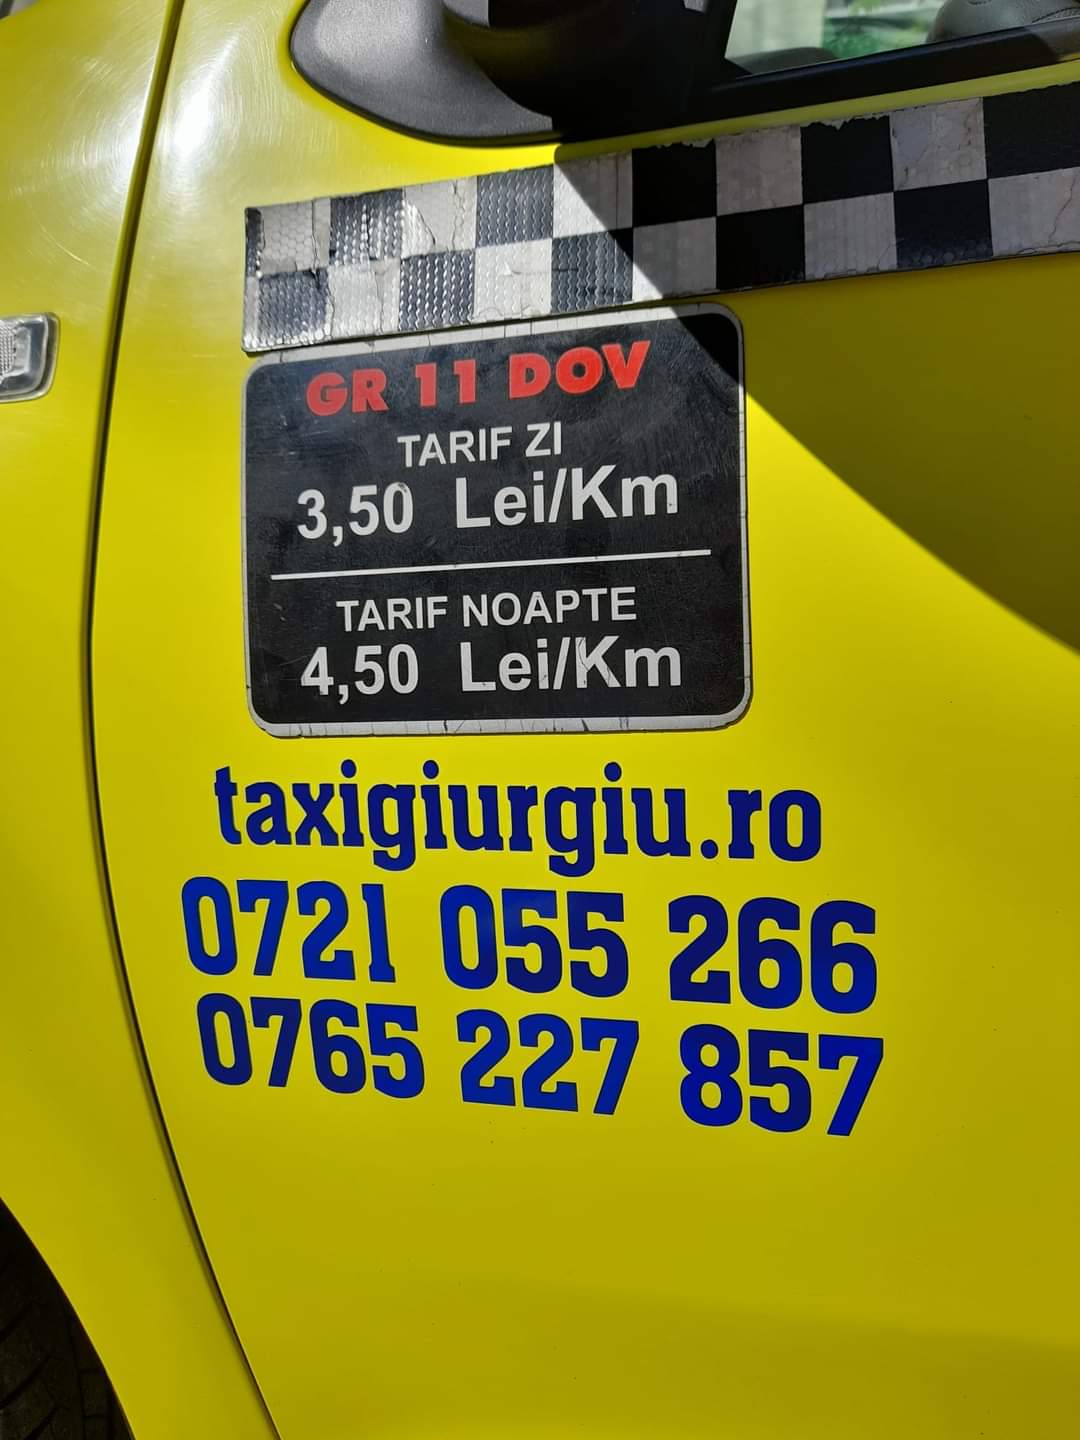 GR 11 DOV
TARIF ZI
3,50 Lei/Km
TARIF NOAPTE
4,50 Lei/Km
taxigiurgiu.ro
0721 055 266
0765 227 857